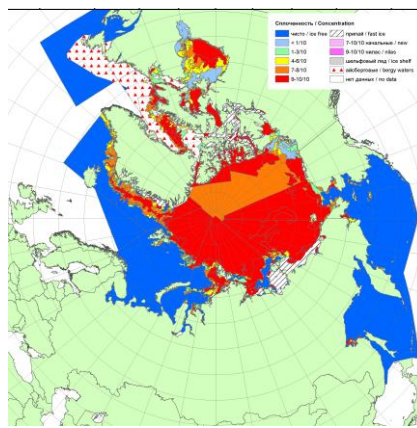 Сплоченность / Concentration
чисто / ice free
< 1/10
1-3/10
4-6/10
7-8/10
9-10/10
припай / fast ice
7-10/10 начальные / new
9-10/10 нилас / nilas
шельфовый лед / ice shelf
айсберговые / bergy waters
нет данных / no data